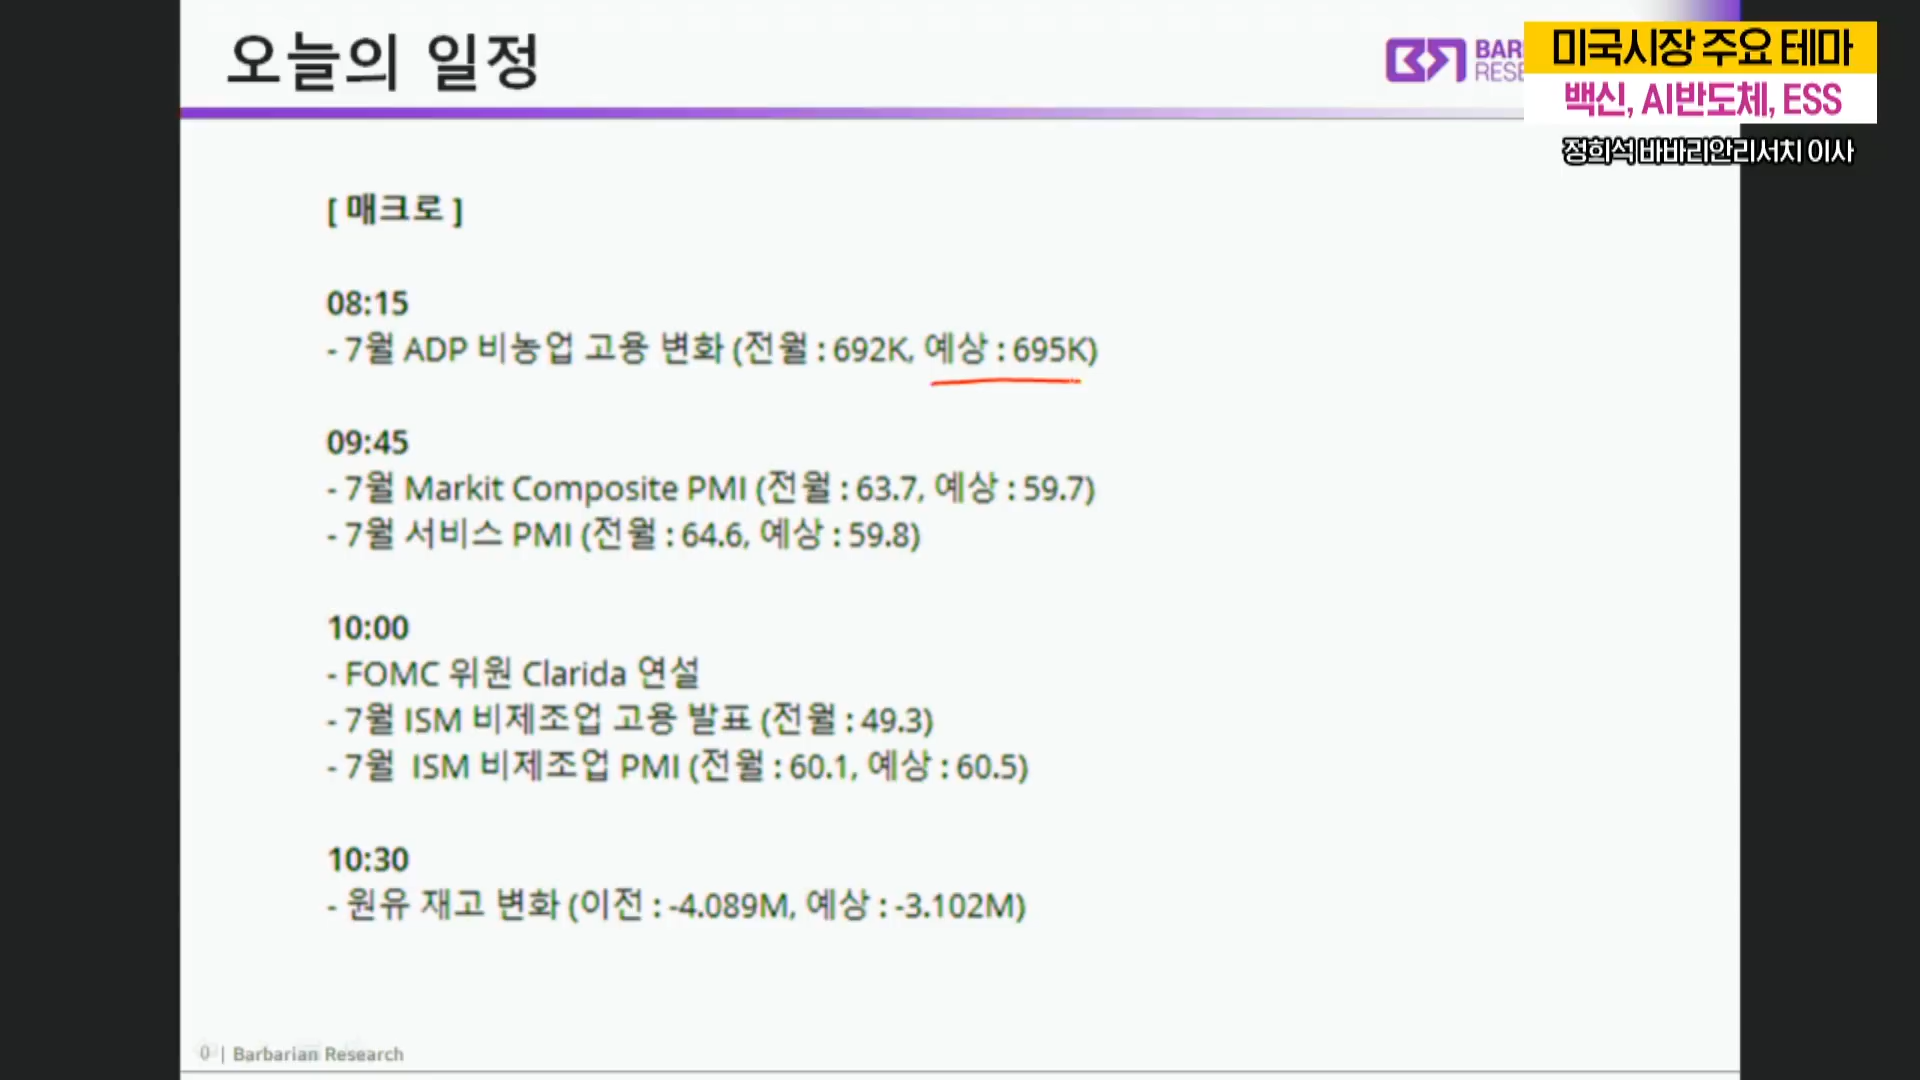 오늘의 일정
BAR
RESE
미국시장 주요 테마
백신, AI반도체, ESS
정희석 바바리안리서치 이사
[ 매크로 ]
08:15
- 7월 ADP 비농업 고용 변화 (전월 : 692K, 예상 : 695K)
09:45
- 7월 Markit Composite PMI (전월 : 63.7, 예상 : 59.7)
- 7월 서비스 PMI (전월 : 64.6, 예상 : 59.8)
10:00
- FOMC 위원 Clarida 연설
- 7월 ISM 비제조업 고용 발표 (전월 : 49.3)
- 7월 ISM 비제조업 PMI (전월 : 60.1, 예상 : 60.5)
10:30
- 원유 재고 변화 (이전 : -4.089M, 예상 : -3.102M)
0 | Barbarian Research